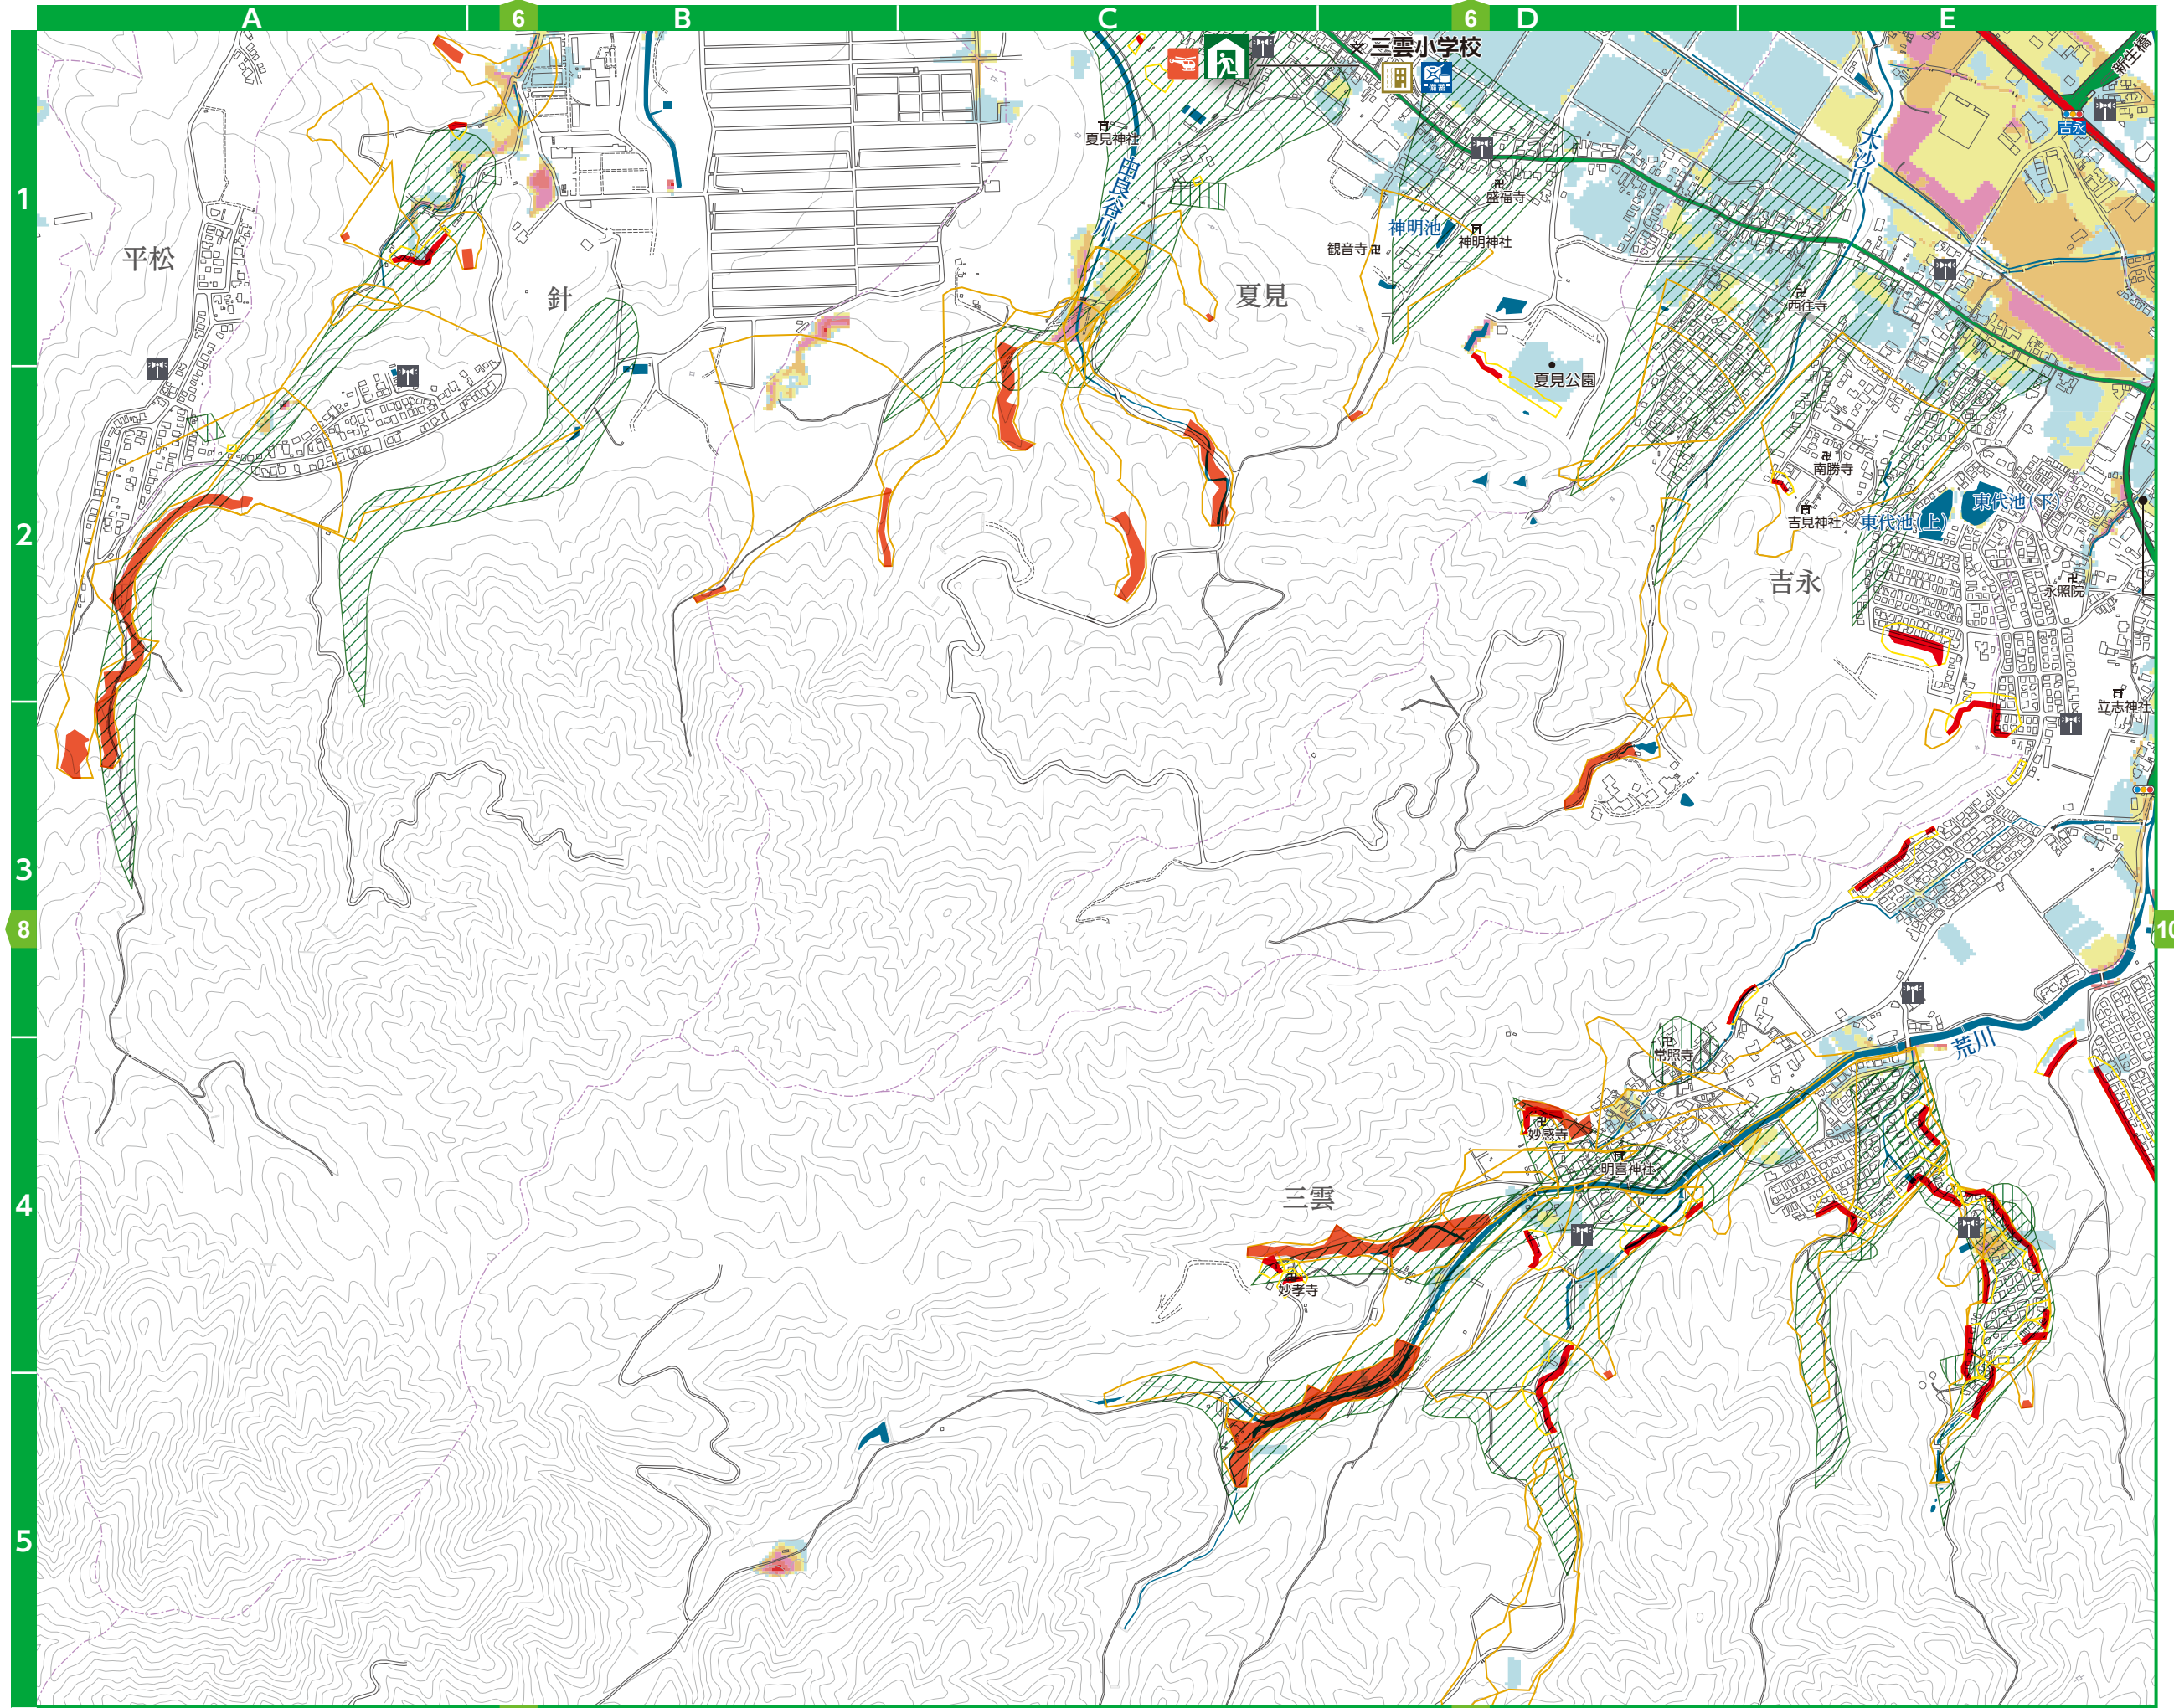 A
6
B
C
6
D
E
三雲小学校
備蓄
新生橋
吉永
夏見神社
由良谷川
大沙川
1
盛福寺
神明池
神明神社
観音寺
平松
針
夏見
西往寺
夏見公園
南勝寺
東代池(下)
東代池(上)
吉見神社
2
吉永
永照院
立志神社
3
8
10
荒川
常照寺
妙感寺
明喜神社
4
三雲
妙孝寺
5